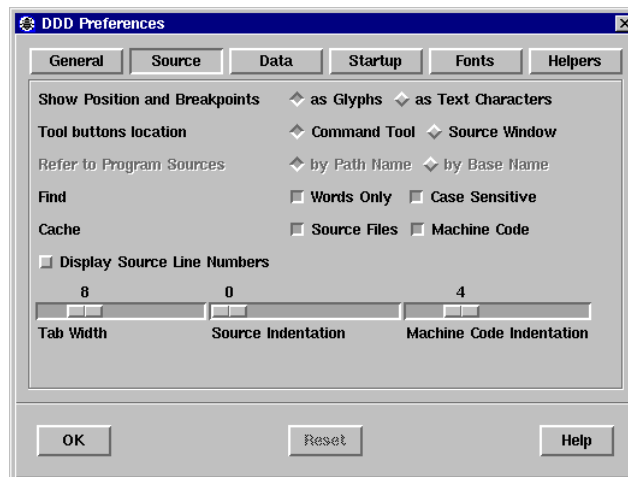 DDD Preferences
General Source Data Startup Fonts Helpers
Show Position and Breakpoints as Glyphs as Text Characters
Tool buttons location Command Tool Source Window
Refer to Program Sources by Path Name by Base Name
Find Words Only Case Sensitive
Cache Source Files Machine Code
Display Source Line Numbers
8 0 4
Tab Width Source Indentation Machine Code Indentation
OK Reset Help